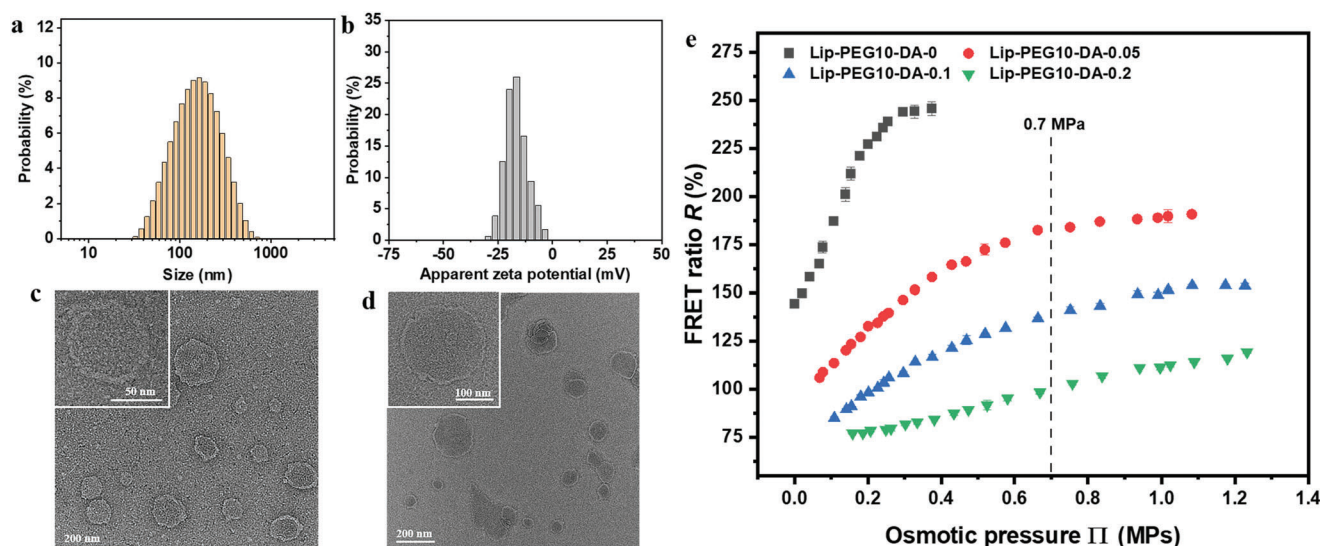 a
Probability (%)
12
10
8
6
4
2
0
10
100
1000
Size (nm)
b
Probability (%)
35
30
25
20
15
10
5
0
-75
-50
-25
0
25
50
Apparent zeta potential (mV)
c
50 nm
200 nm
d
100 nm
200 nm
e
Lip-PEG10-DA-0
Lip-PEG10-DA-0.05
Lip-PEG10-DA-0.1
Lip-PEG10-DA-0.2
0.7 MPa
FRET ratio R (%)
275
250
225
200
175
150
125
100
75
0.0
0.2
0.4
0.6
0.8
1.0
1.2
1.4
Osmotic pressure Π (MPs)